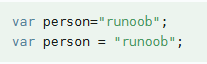 var person="runoob";
var person = "runoob";